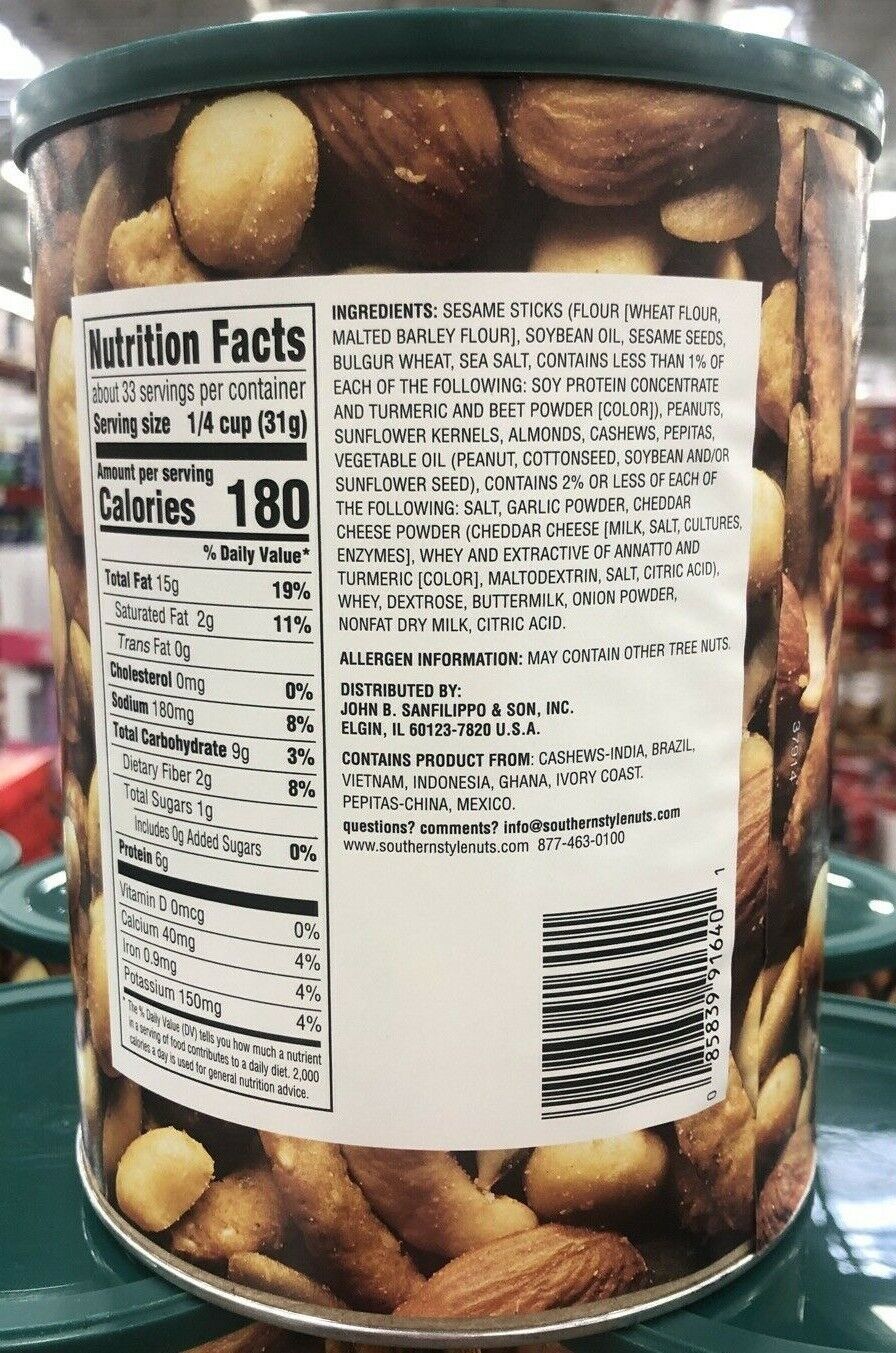 Nutrition Facts
about 33 servings per container
Serving size 1/4 cup (31g)
Amount per serving
Calories 180
% Daily Value*
Total Fat 15g 19%
Saturated Fat 2g 11%
Trans Fat 0g
Cholesterol 0mg 0%
Sodium 180mg 8%
Total Carbohydrate 9g 3%
Dietary Fiber 2g 8%
Total Sugars 1g
Includes 0g Added Sugars 0%
Protein 6g
Vitamin D 0mcg 0%
Calcium 40mg 4%
Iron 0.9mg 4%
Potassium 150mg 4%
* The % Daily Value (DV) tells you how much a nutrient
in a serving of food contributes to a daily diet. 2,000
calories a day is used for general nutrition advice.
INGREDIENTS: SESAME STICKS (FLOUR [WHEAT FLOUR,
MALTED BARLEY FLOUR], SOYBEAN OIL, SESAME SEEDS,
BULGUR WHEAT, SEA SALT, CONTAINS LESS THAN 1% OF
EACH OF THE FOLLOWING: SOY PROTEIN CONCENTRATE
AND TURMERIC AND BEET POWDER [COLOR]), PEANUTS,
SUNFLOWER KERNELS, ALMONDS, CASHEWS, PEPITAS,
VEGETABLE OIL (PEANUT, COTTONSEED, SOYBEAN AND/OR
SUNFLOWER SEED), CONTAINS 2% OR LESS OF EACH OF
THE FOLLOWING: SALT, GARLIC POWDER, CHEDDAR
CHEESE POWDER (CHEDDAR CHEESE [MILK, SALT, CULTURES,
ENZYMES], WHEY AND EXTRACTIVE OF ANNATTO AND
TURMERIC [COLOR], MALTODEXTRIN, SALT, CITRIC ACID),
WHEY, DEXTROSE, BUTTERMILK, ONION POWDER,
NONFAT DRY MILK, CITRIC ACID.
ALLERGEN INFORMATION: MAY CONTAIN OTHER TREE NUTS.
DISTRIBUTED BY:
JOHN B. SANFILIPPO & SON, INC.
ELGIN, IL 60123-7820 U.S.A.
CONTAINS PRODUCT FROM: CASHEWS-INDIA, BRAZIL,
VIETNAM, INDONESIA, GHANA, IVORY COAST.
PEPITAS-CHINA, MEXICO.
questions? comments? info@southernstylenuts.com
www.southernstylenuts.com 877-463-0100
0 85839 91640 1
37914